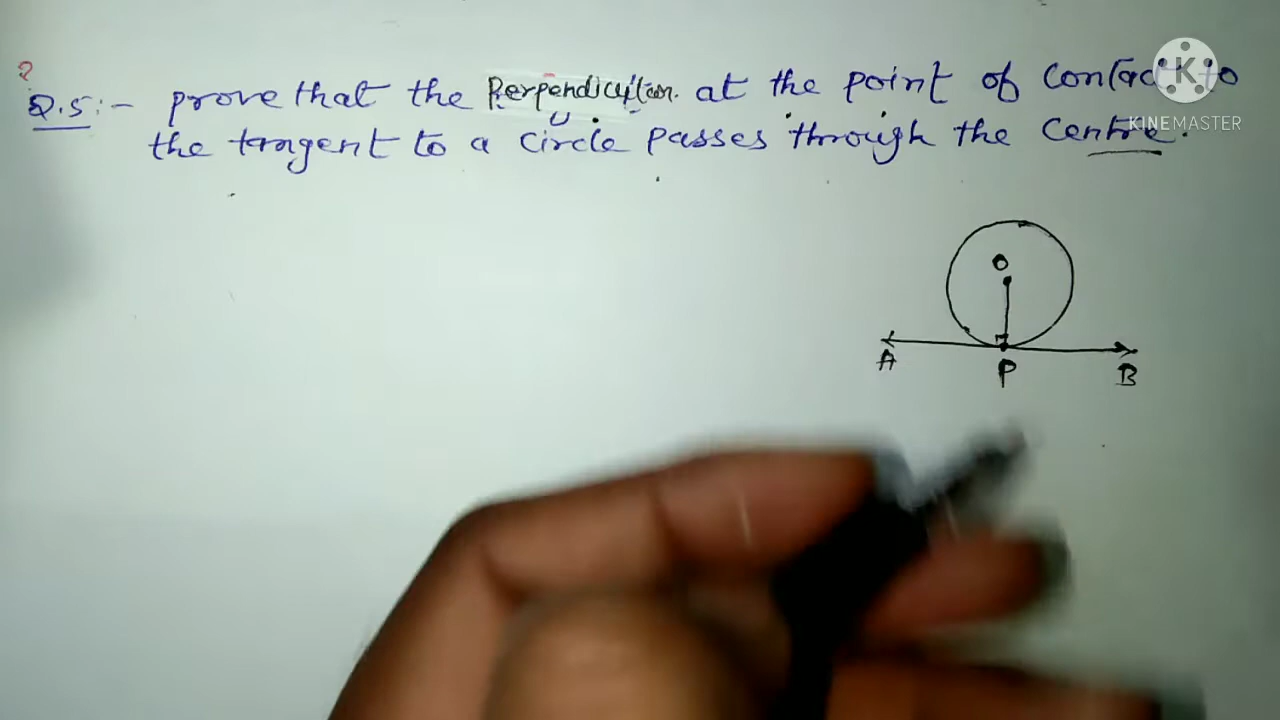 Q.5:- prove that the Perpendicular at the point of contact to
the tangent to a circle passes through the centre.
K
KINEMASTER
O
A P B